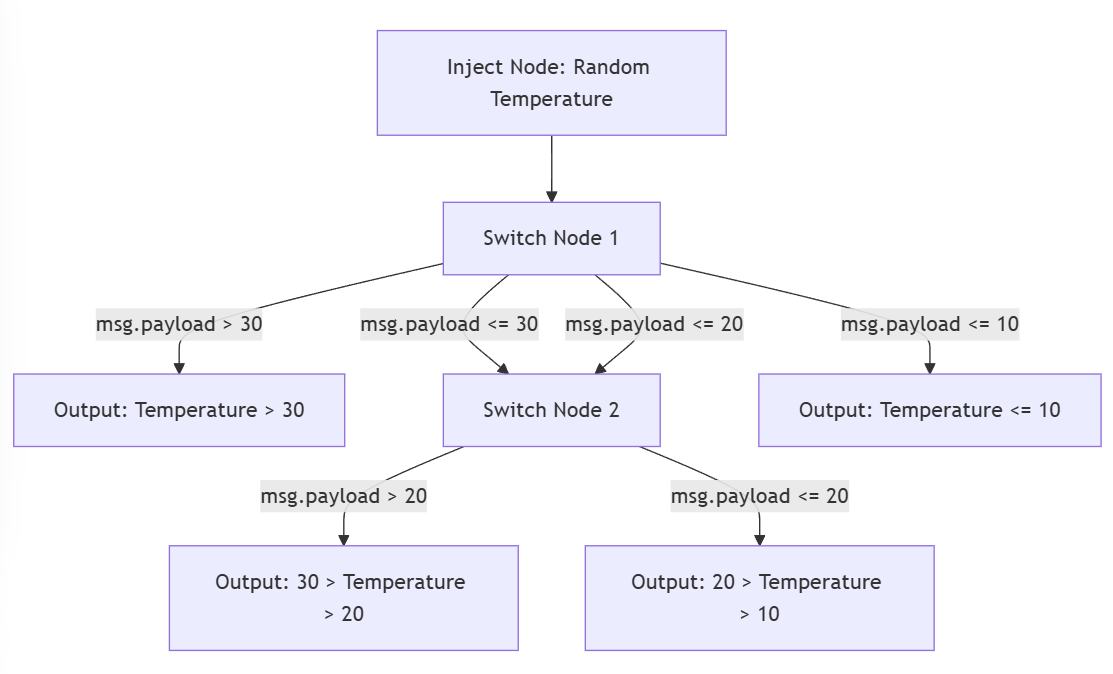 Inject Node: Random
Temperature
Switch Node 1
msg.payload > 30
msg.payload <= 30
msg.payload <= 20
msg.payload <= 10
Output: Temperature > 30
Switch Node 2
Output: Temperature <= 10
msg.payload > 20
msg.payload <= 20
Output: 30 > Temperature
> 20
Output: 20 > Temperature
> 10